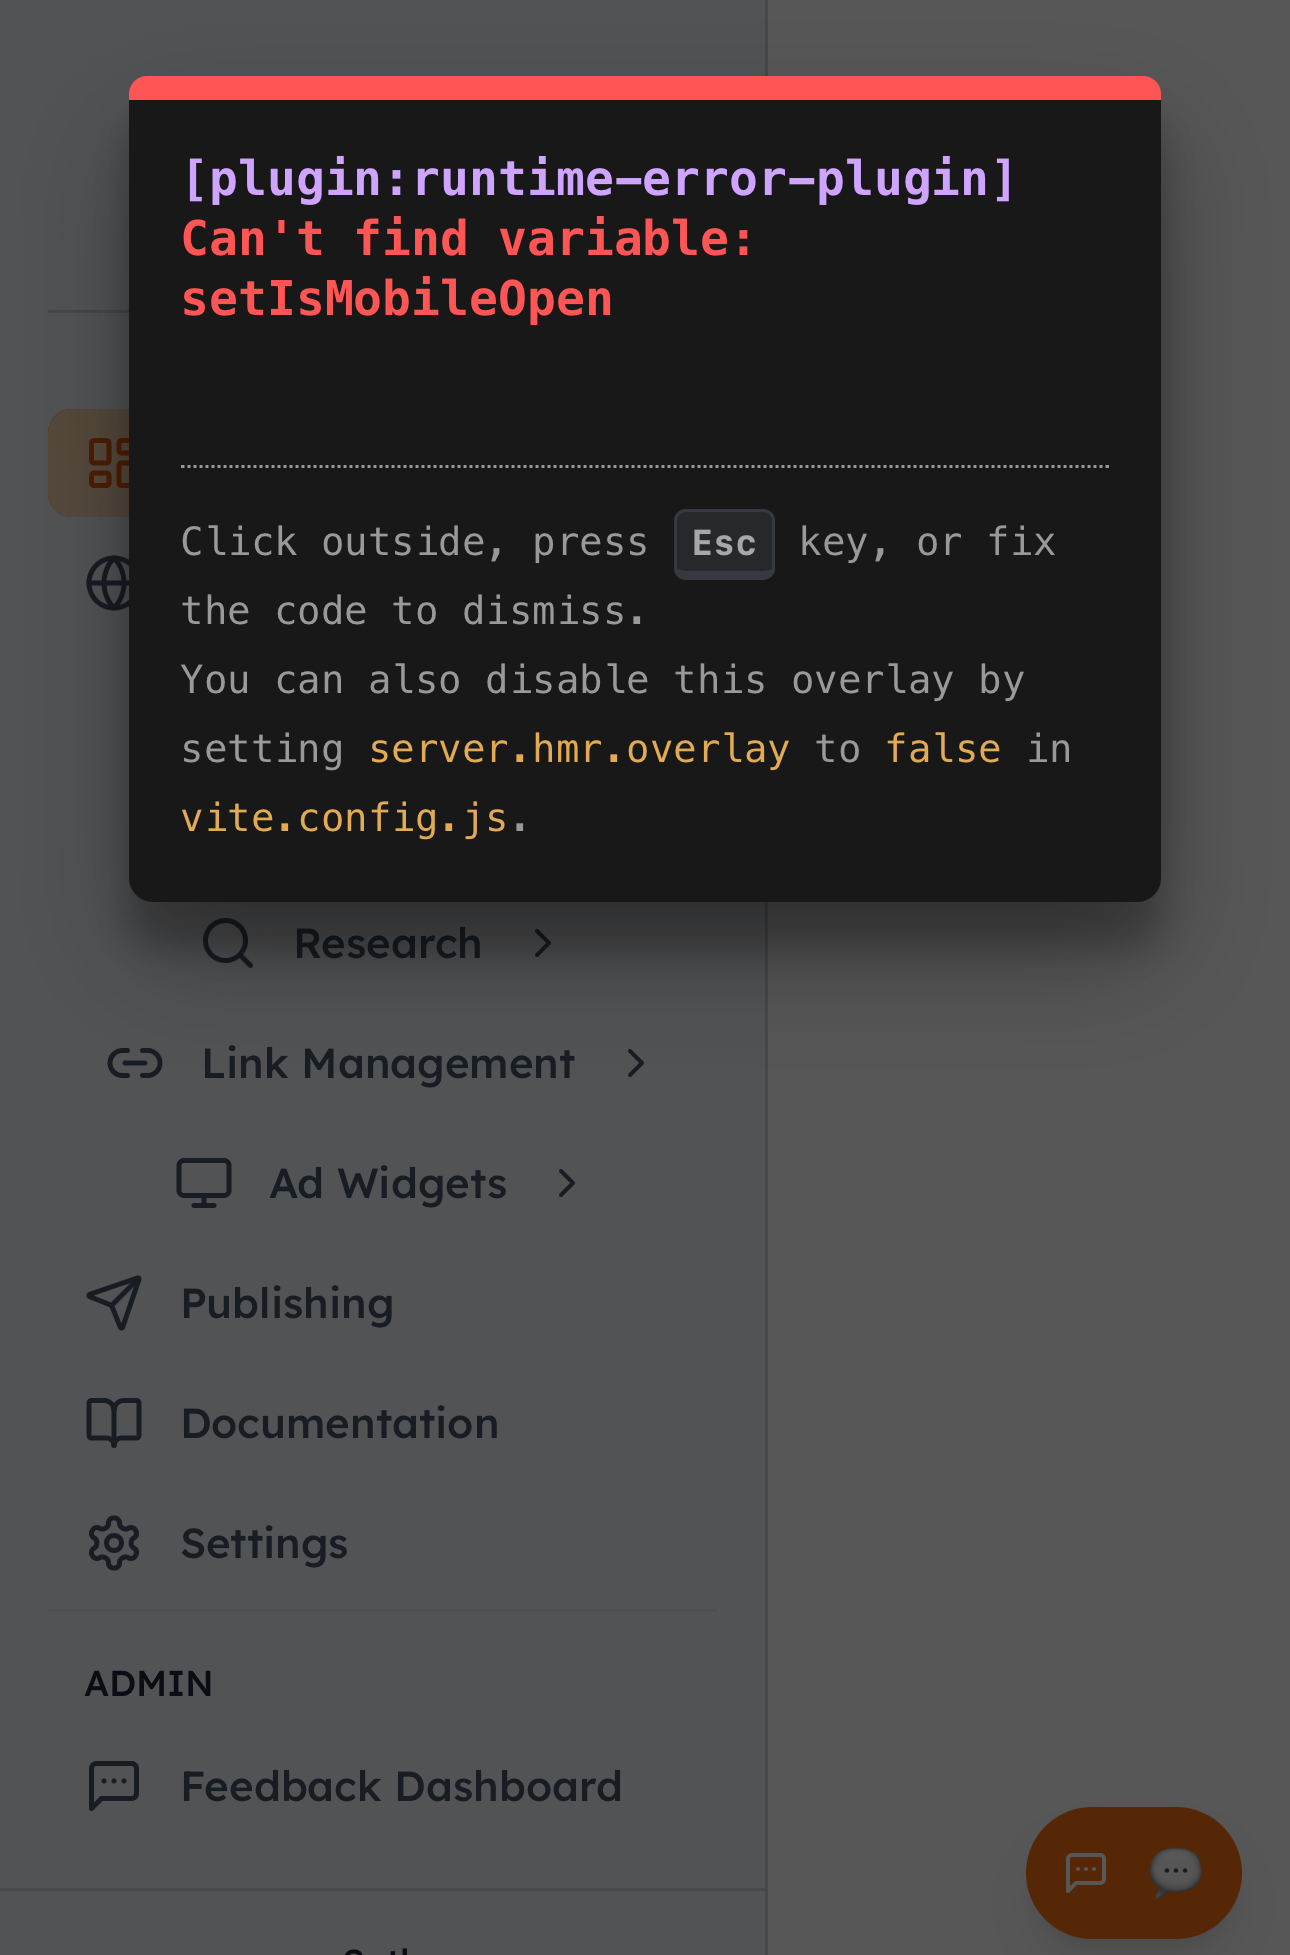 [plugin:runtime-error-plugin]
Can't find variable:
setIsMobileOpen
Click outside, press Esc key, or fix
the code to dismiss.
You can also disable this overlay by
setting server.hmr.overlay to false in
vite.config.js.
Research
Link Management
Ad Widgets
Publishing
Documentation
Settings
ADMIN
Feedback Dashboard